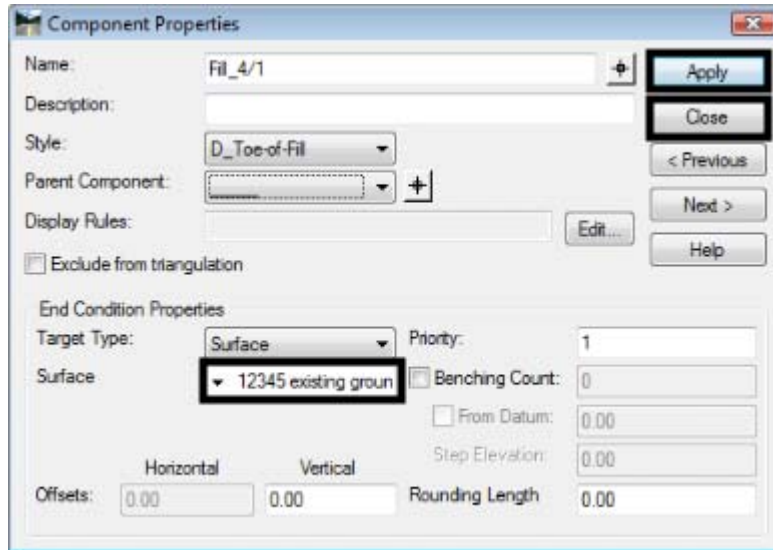 Component Properties
Name: Fill_4/1 Apply
Description: Close
Style: D_Toe-of-Fill < Previous
Parent Component: Next >
Display Rules: Edit... Help
Exclude from triangulation
End Condition Properties
Target Type: Surface Priority: 1
Surface 12345 existing groun Benching Count: 0
From Datum: 0.00
Step Elevation: 0.00
Horizontal Vertical
Offsets: 0.00 0.00 Rounding Length 0.00